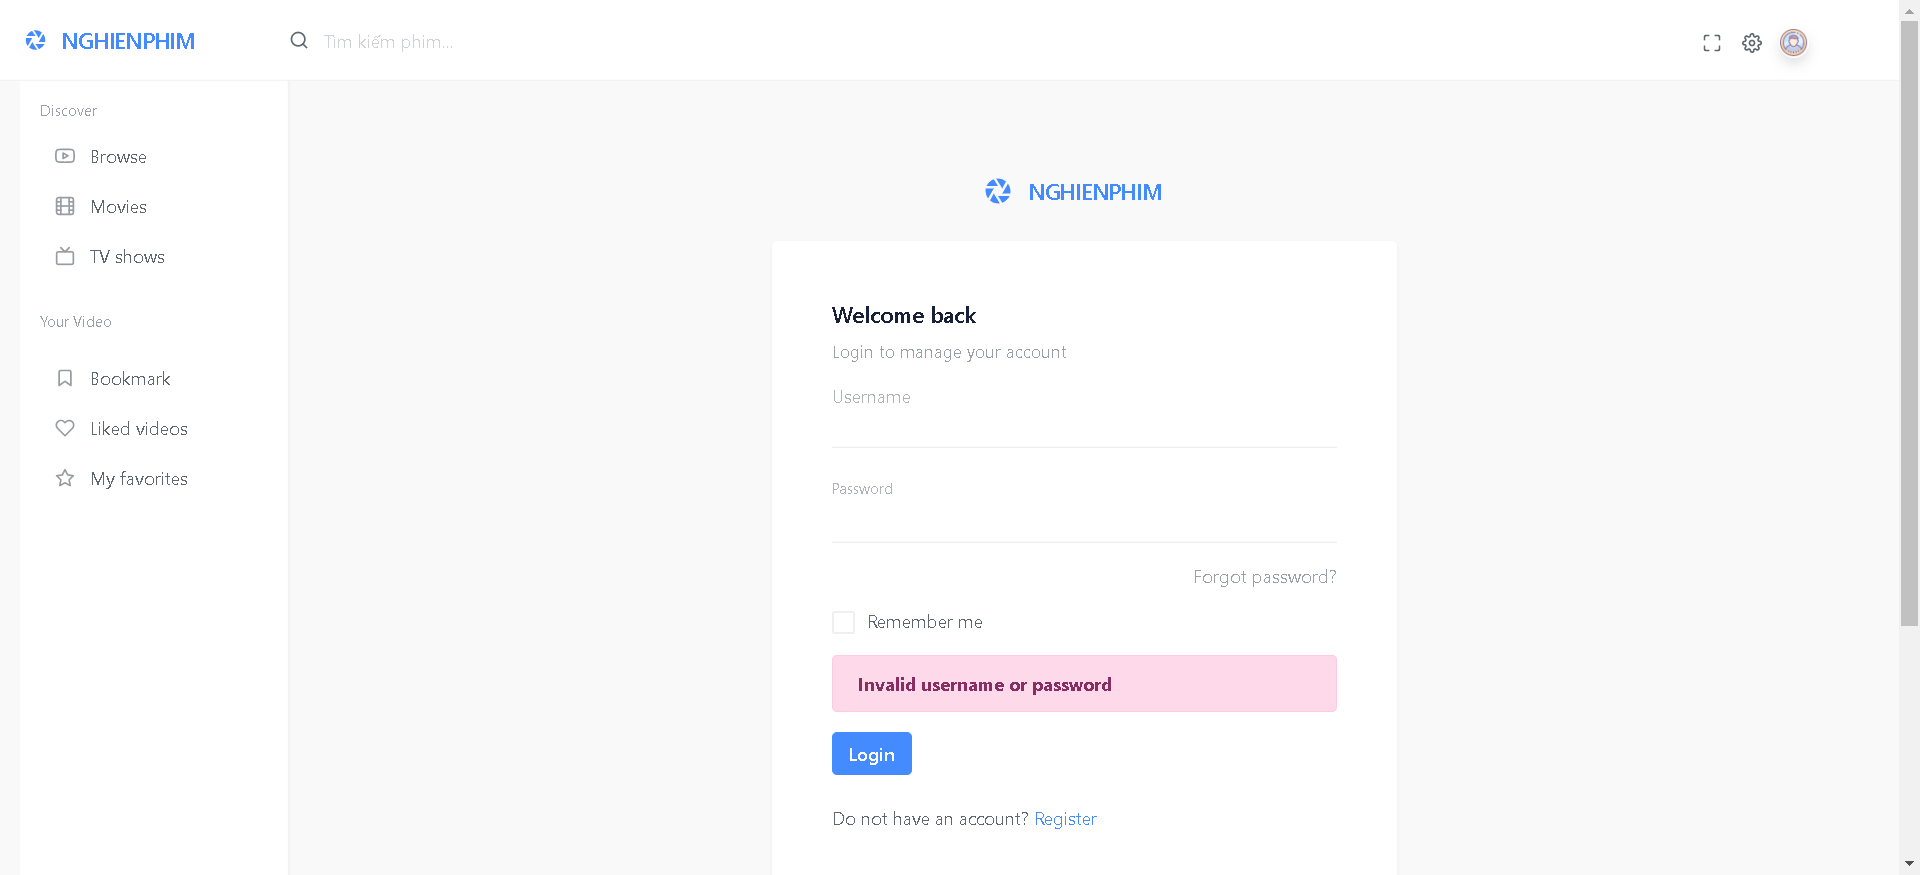 NGHIENPHIM
Tìm kiếm phim...
Discover
Browse
Movies
TV shows
Your Video
Bookmark
Liked videos
My favorites
NGHIENPHIM
Welcome back
Login to manage your account
Username
Password
Forgot password?
Remember me
Invalid username or password
Login
Do not have an account? Register